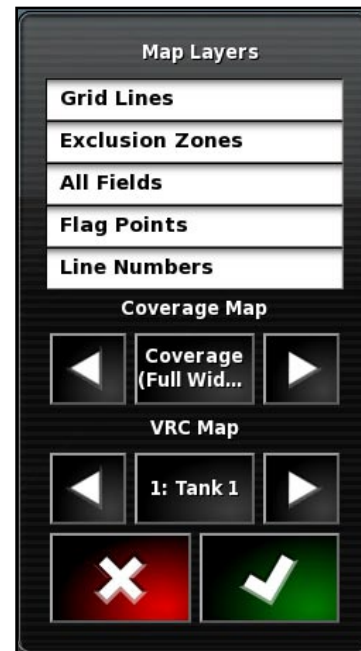 Map Layers
Grid Lines
Exclusion Zones
All Fields
Flag Points
Line Numbers
Coverage Map
Coverage
(Full Wid...
VRC Map
1: Tank 1